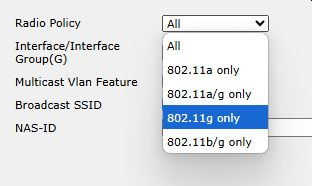 Radio Policy All
Interface/Interface
Group(G)
All
802.11a only
Multicast Vlan Feature
802.11a/g only
Broadcast SSID
802.11g only
NAS-ID
802.11b/g only